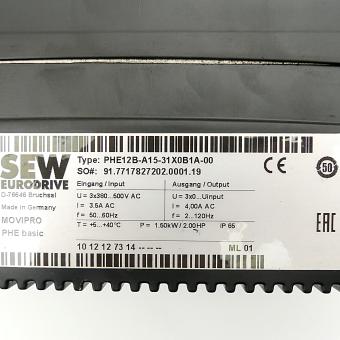 SEW
EURODRIVE
D-76646 Bruchsal
Made in Germany
MOVIPRO
PHE basic
Type: PHE12B-A15-31X0B1A-00
SO#: 91.7717827202.0001.19
Eingang / Input
U = 3x380...500V AC
I = 3.5A AC
f = 50...60Hz
T = +5...+40°C
Ausgang / Output
U = 3x0...Uinput
I = 4.00A AC
f = 2...120Hz
P = 1.50kW / 2.00HP IP 65
10 12 12 73 14 -- -- --
ML 01
CE
50
EAC